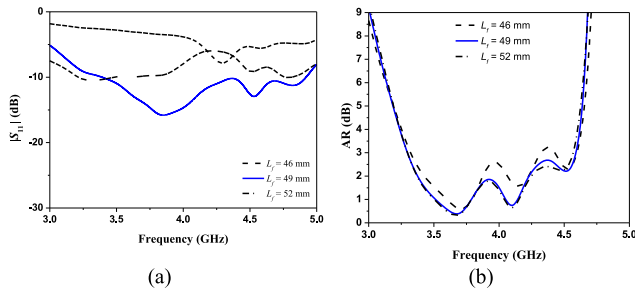 (a)
0
-10
-20
-30
|S11| (dB)
3.0 3.5 4.0 4.5 5.0
Frequency (GHz)
Lf = 46 mm
Lf = 49 mm
Lf = 52 mm
(a)
(b)
9
8
7
6
5
4
3
2
1
0
AR (dB)
3.0 3.5 4.0 4.5 5.0
Frequency (GHz)
Lf = 46 mm
Lf = 49 mm
Lf = 52 mm
(b)